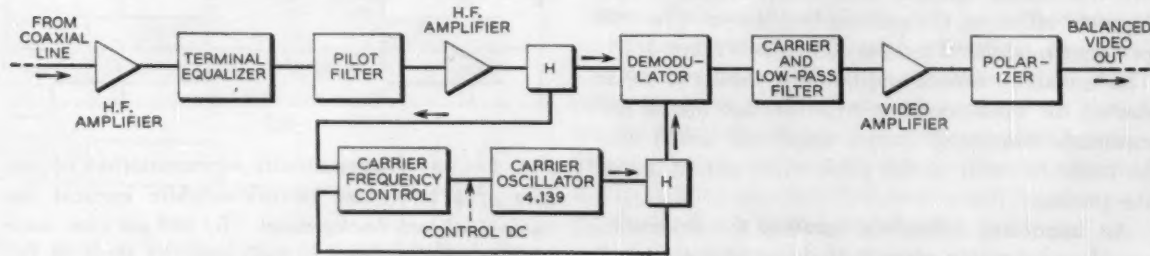 FROM
COAXIAL
LINE
H.F.
AMPLIFIER
TERMINAL
EQUALIZER
PILOT
FILTER
H.F.
AMPLIFIER
H
DEMODU-
LATOR
CARRIER
AND
LOW-PASS
FILTER
VIDEO
AMPLIFIER
POLAR-
IZER
BALANCED
VIDEO
OUT
CARRIER
FREQUENCY
CONTROL
CARRIER
OSCILLATOR
4.139
H
CONTROL DC